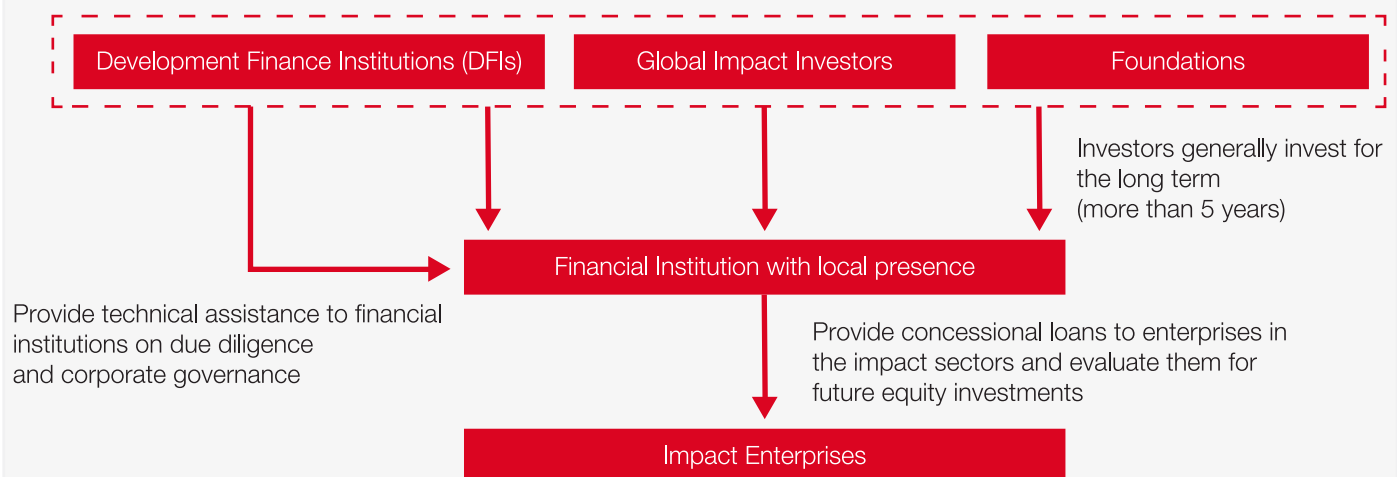 Development Finance Institutions (DFIs)
Global Impact Investors
Foundations
Investors generally invest for
the long term
(more than 5 years)
Financial Institution with local presence
Provide technical assistance to financial
institutions on due diligence
and corporate governance
Provide concessional loans to enterprises in
the impact sectors and evaluate them for
future equity investments
Impact Enterprises